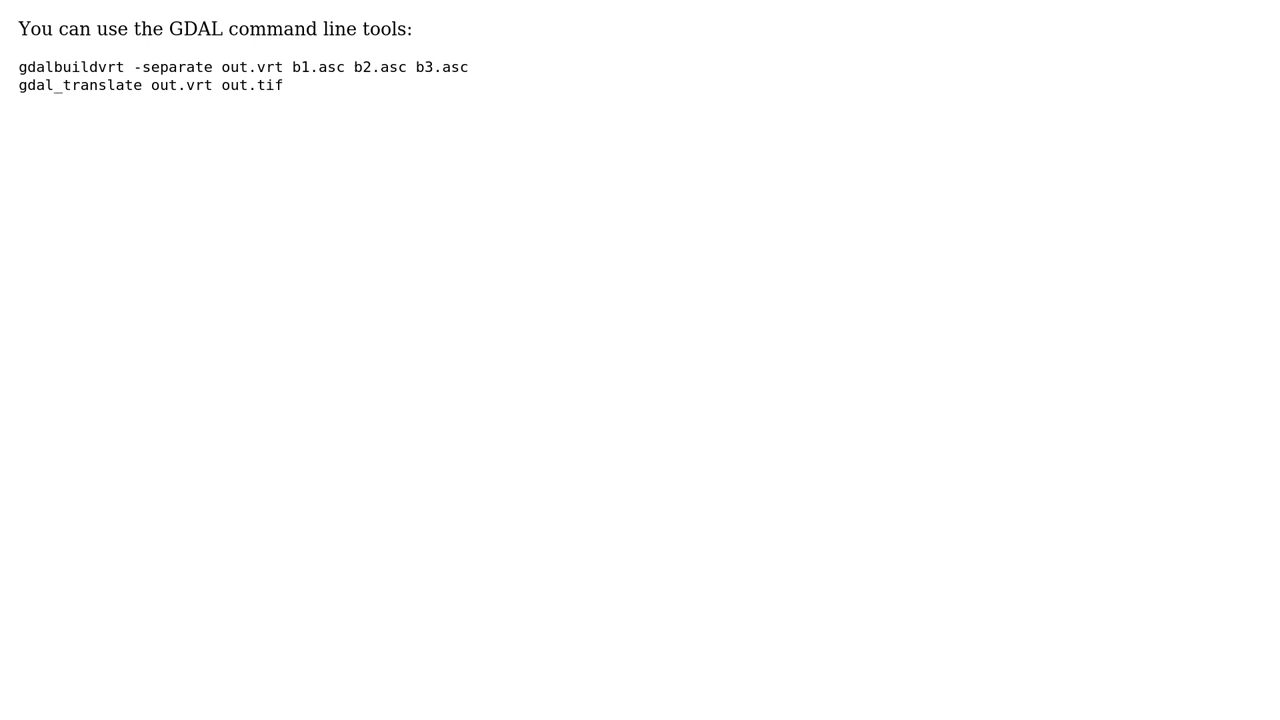 You can use the GDAL command line tools:
gdalbuildvrt -separate out.vrt b1.asc b2.asc b3.asc
gdal_translate out.vrt out.tif